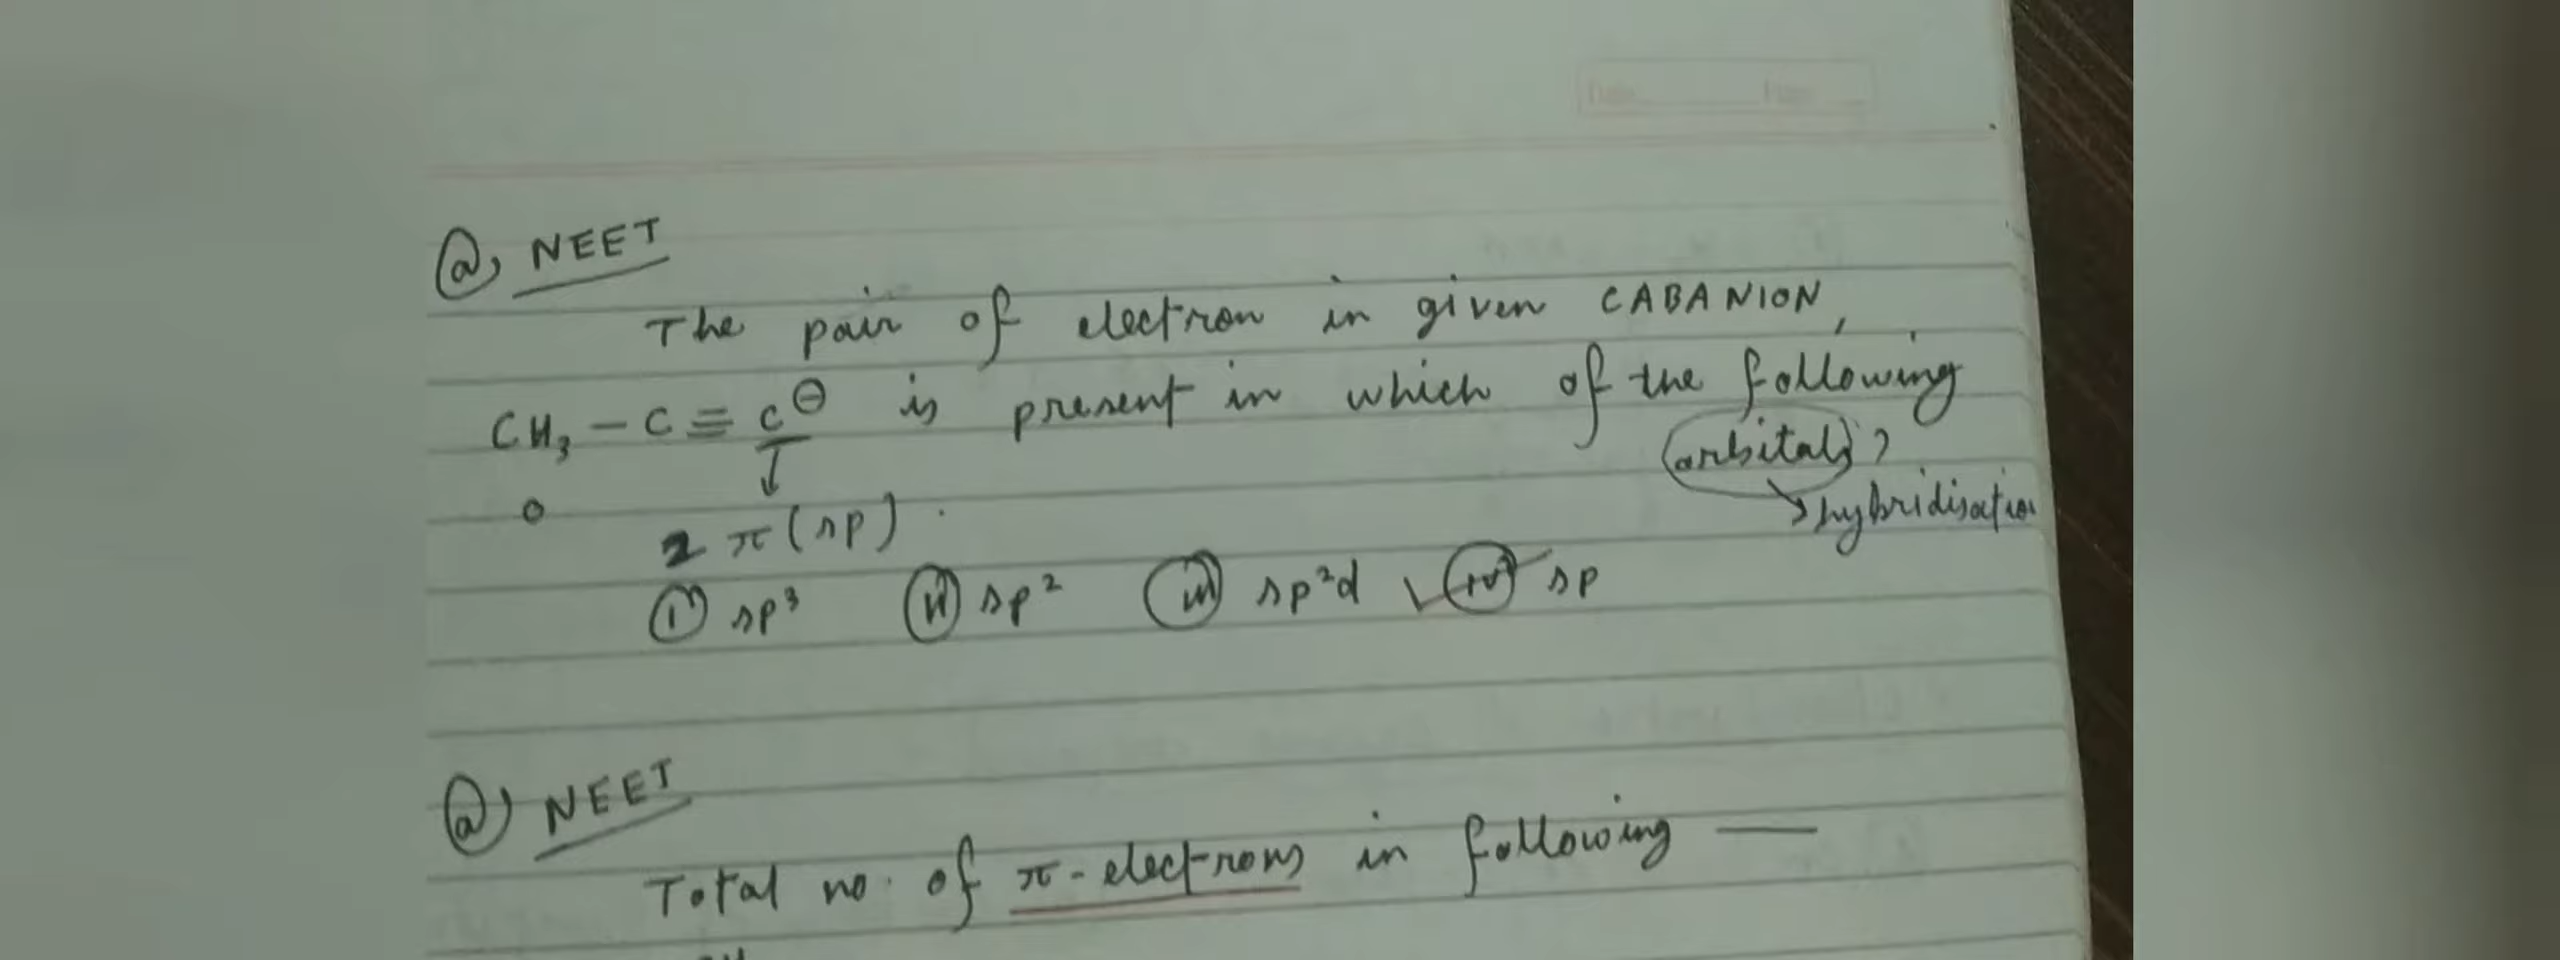 Q, NEET
The pair of electron in given CABANION,
CH₃ – C ≡ C⊖ is present in which of the following
orbitals?
↓
→ hybridisation
2 π (sp).
(i) sp³ (ii) sp² (iii) sp²d ✓ (iv) sp
Q) NEET
Total no. of π-electrons in following —